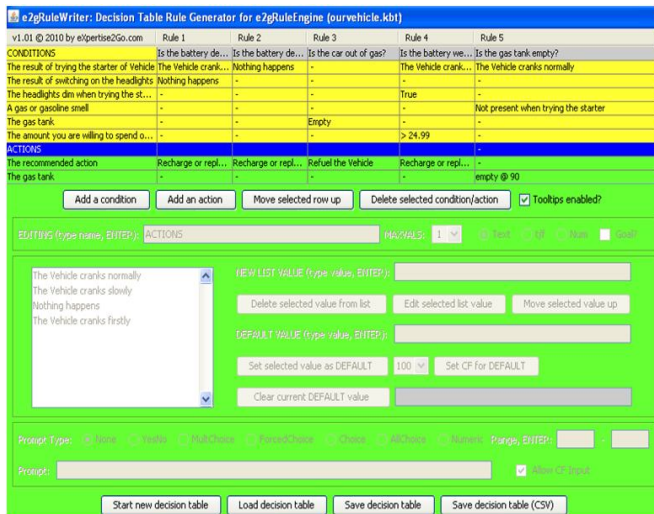 e2gRuleWriter: Decision Table Rule Generator for e2gRuleEngine (ourvehicle.kbt)
v1.01 © 2010 by eXpertise2Go.com Rule 1 Rule 2 Rule 3 Rule 4 Rule 5
CONDITIONS Is the battery de... Is the battery de... Is the car out of gas? Is the battery we... Is the gas tank empty?
The result of trying the starter of Vehicle The Vehicle crank... Nothing happens - The Vehicle crank... The Vehicle cranks normally
The result of switching on the headlights Nothing happens - - - -
The headlights dim when trying the st... - - - True -
A gas or gasoline smell - - - - Not present when trying the starter
The gas tank - - Empty - -
The amount you are willing to spend o... - - - > 24.99 -
ACTIONS -
The recommended action Recharge or repl... Recharge or repl... Refuel the Vehicle Recharge or repl... -
The gas tank - - - - empty @ 90
Add a condition Add an action Move selected row up Delete selected condition/action Tooltips enabled?
EDITING (type name, ENTER): ACTIONS MAXVALS: 1 Text t/f Num Goal?
The Vehicle cranks normally
The Vehicle cranks slowly
Nothing happens
The Vehicle cranks firstly
NEW LIST VALUE (type value, ENTER):
Delete selected value from list Edit selected list value Move selected value up
DEFAULT VALUE (type value, ENTER):
Set selected value as DEFAULT 100 Set CF for DEFAULT
Clear current DEFAULT value
Prompt Type: None YesNo MultChoice ForcedChoice Choice AllChoice Numeric Range, ENTER: -
Prompt: Allow CF Input
Start new decision table Load decision table Save decision table Save decision table (CSV)